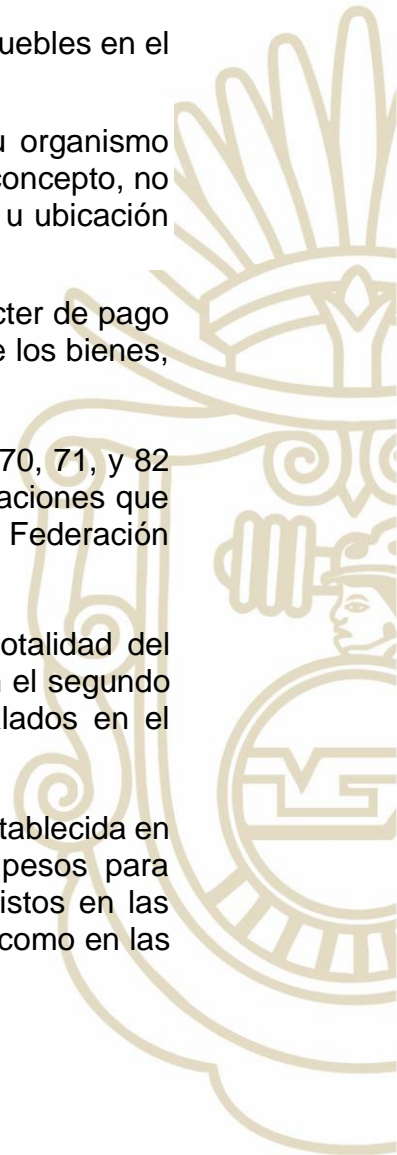 uebles en el
u organismo
concepto, no
u ubicación
cter de pago
e los bienes,
70, 71, y 82
aciones que
Federación
otalidad del
el segundo
lados en el
tablecida en
pesos para
istos en las
como en las